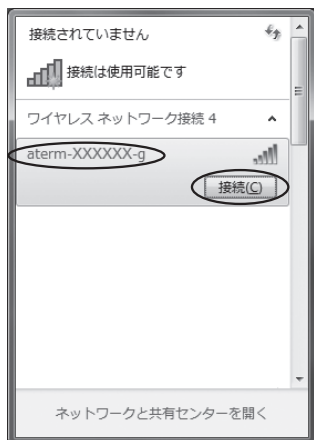 接続されていません
接続は使用可能です
ワイヤレス ネットワーク接続 4
aterm-XXXXXX-g
接続(C)
ネットワークと共有センターを開く